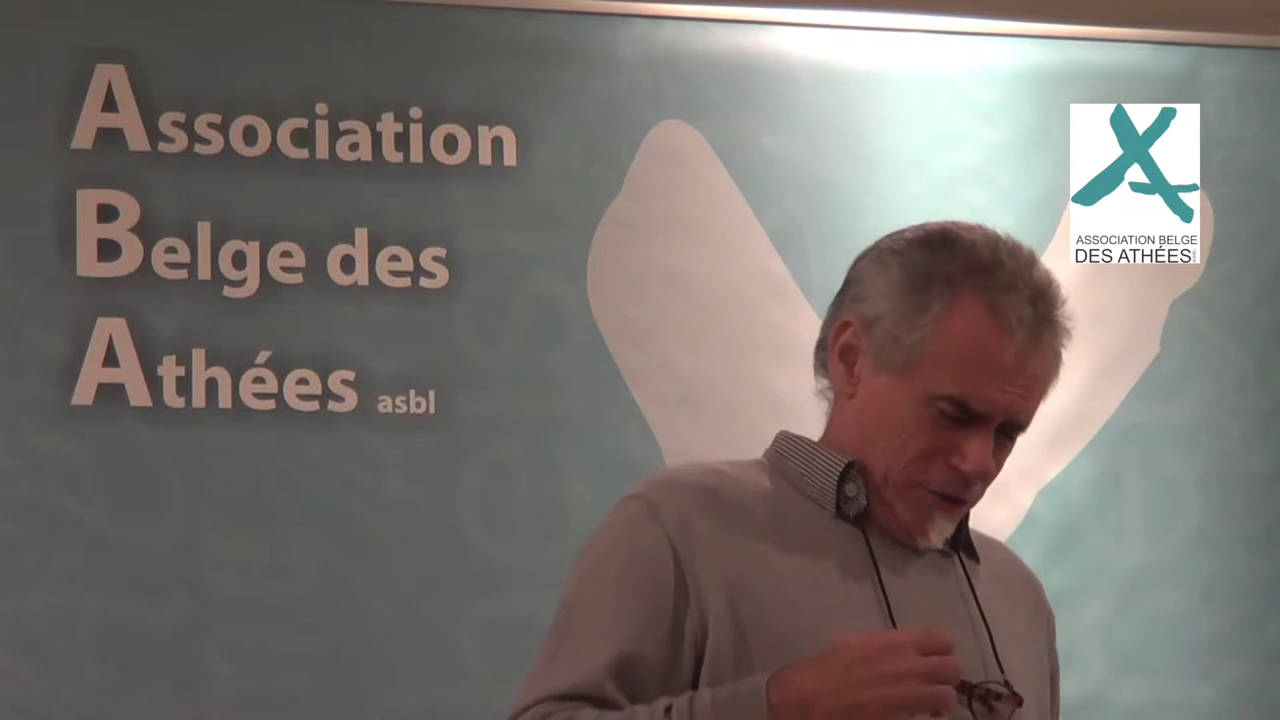 Association
Belge des
Athées asbl
ASSOCIATION BELGE
DES ATHÉES